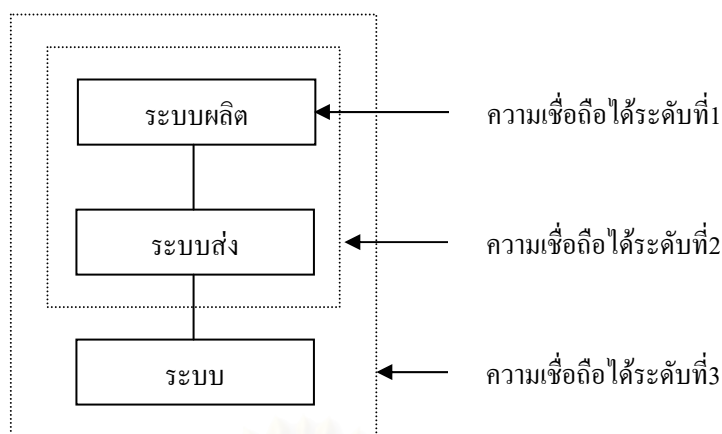 ระบบผลิต
ความเชื่อถือได้ระดับที่1
ระบบส่ง
ความเชื่อถือได้ระดับที่2
ระบบ
ความเชื่อถือได้ระดับที่3